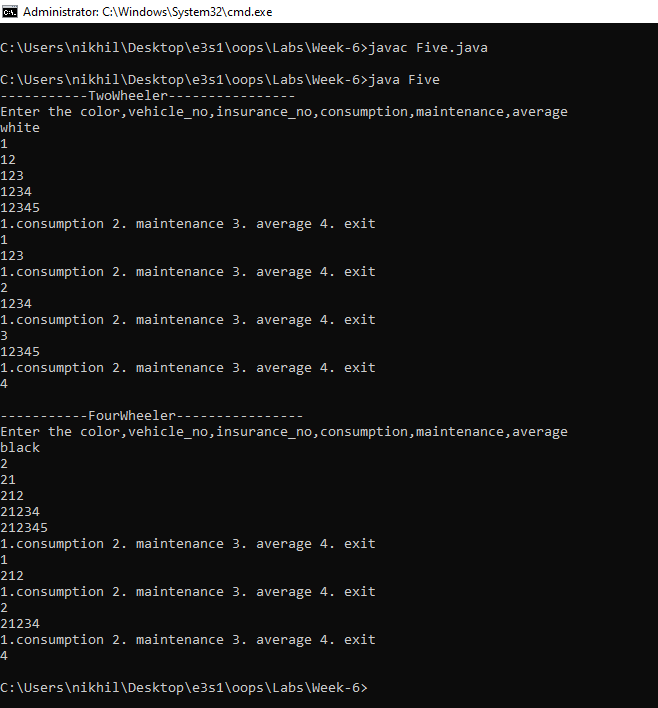 Administrator: C:\Windows\System32\cmd.exe
C:\Users\nikhil\Desktop\e3s1\oops\Labs\Week-6>javac Five.java
C:\Users\nikhil\Desktop\e3s1\oops\Labs\Week-6>java Five
-----------TwoWheeler----------------
Enter the color,vehicle_no,insurance_no,consumption,maintenance,average
white
1
12
123
1234
12345
1.consumption 2. maintenance 3. average 4. exit
1
123
1.consumption 2. maintenance 3. average 4. exit
2
1234
1.consumption 2. maintenance 3. average 4. exit
3
12345
1.consumption 2. maintenance 3. average 4. exit
4
-----------FourWheeler----------------
Enter the color,vehicle_no,insurance_no,consumption,maintenance,average
black
2
21
212
21234
212345
1.consumption 2. maintenance 3. average 4. exit
1
212
1.consumption 2. maintenance 3. average 4. exit
2
21234
1.consumption 2. maintenance 3. average 4. exit
4
C:\Users\nikhil\Desktop\e3s1\oops\Labs\Week-6>